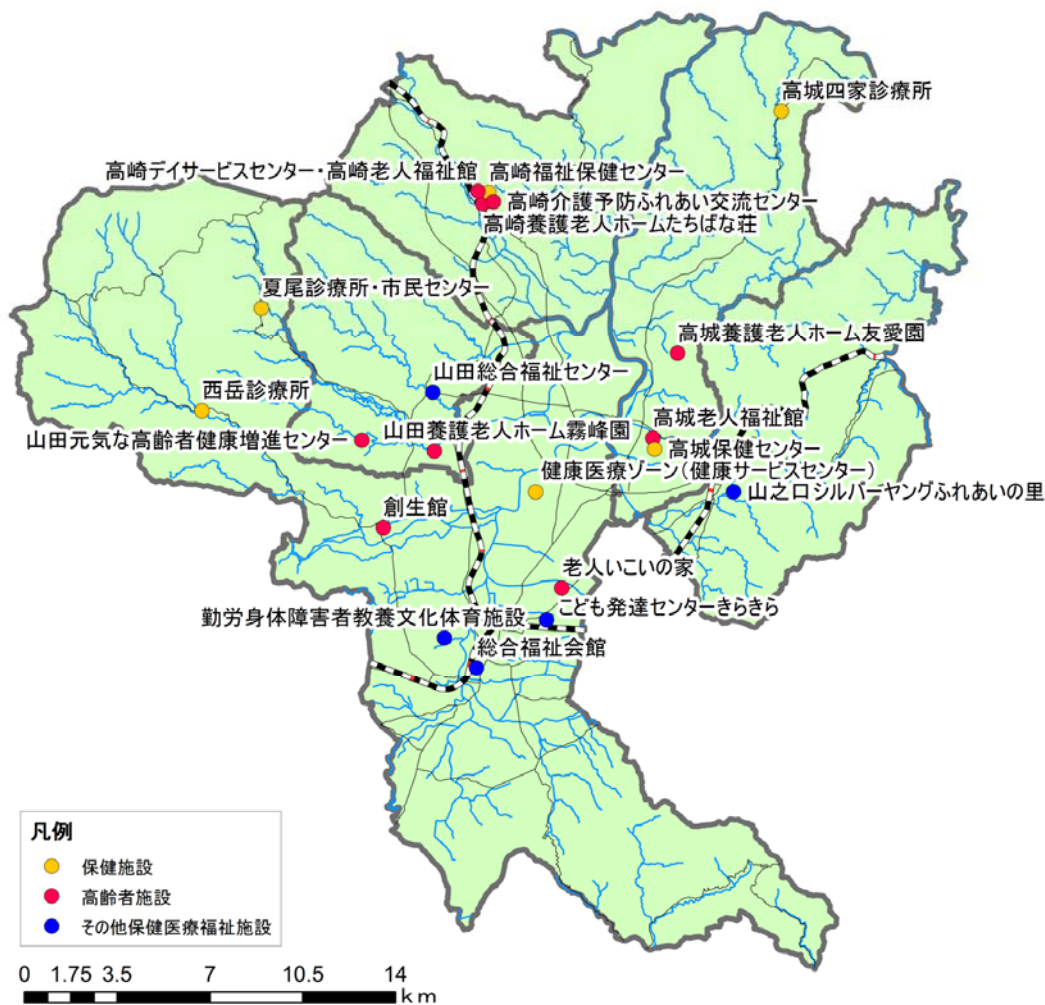 高城四家診療所
高崎デイサービスセンター・高崎老人福祉館
高崎福祉保健センター
高崎介護予防ふれあい交流センター
高崎養護老人ホームたちばな荘
夏尾診療所・市民センター
高城養護老人ホーム友愛園
山田総合福祉センター
西岳診療所
高城老人福祉館
山田元気な高齢者健康増進センター
山田養護老人ホーム霧峰園
高城保健センター
健康医療ゾーン(健康サービスセンター)
山之口シルバーヤングふれあいの里
創生館
老人いこいの家
こども発達センターきらきら
勤労身体障害者教養文化体育施設
総合福祉会館
凡例
保健施設
高齢者施設
その他保健医療福祉施設
0 1.75 3.5 7 10.5 14
km